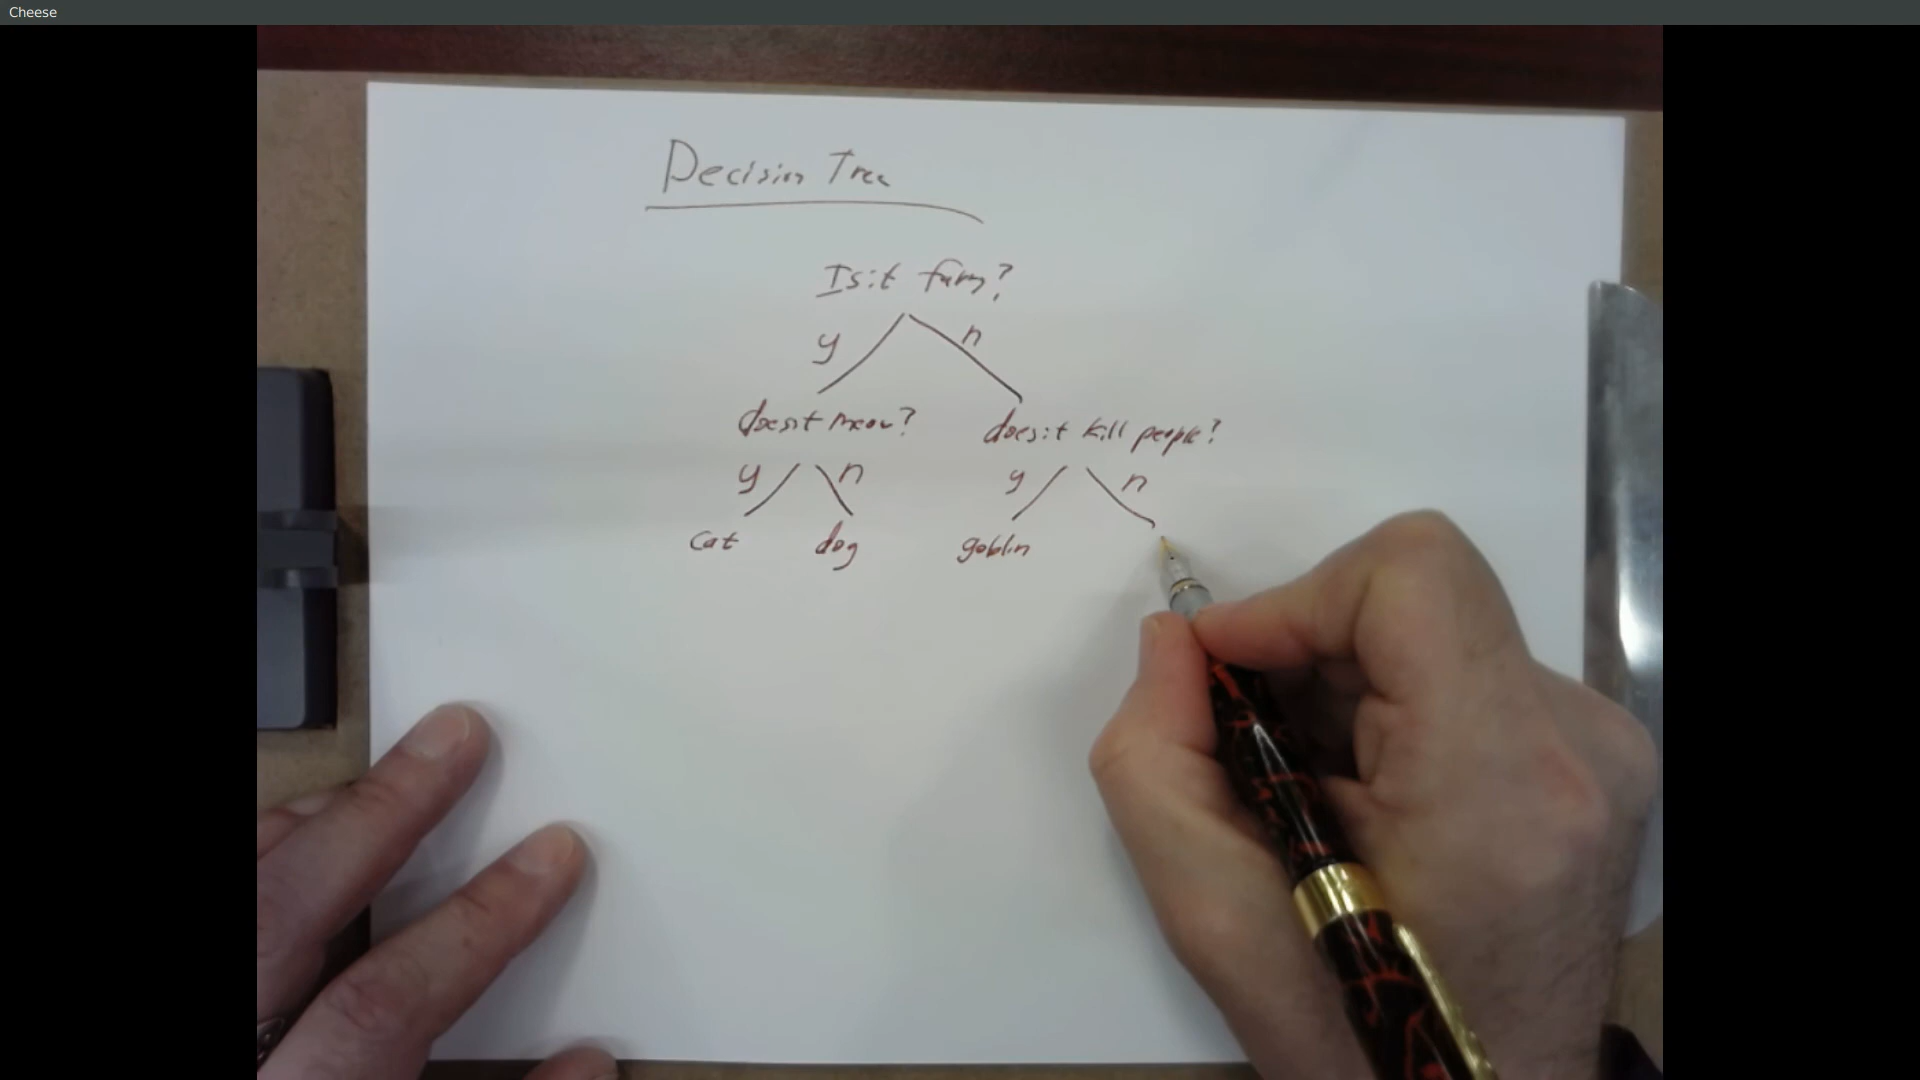 Cheese
Decision Tree
Is it furry?
y n
does it meow? does it kill people?
y n y n
cat dog goblin